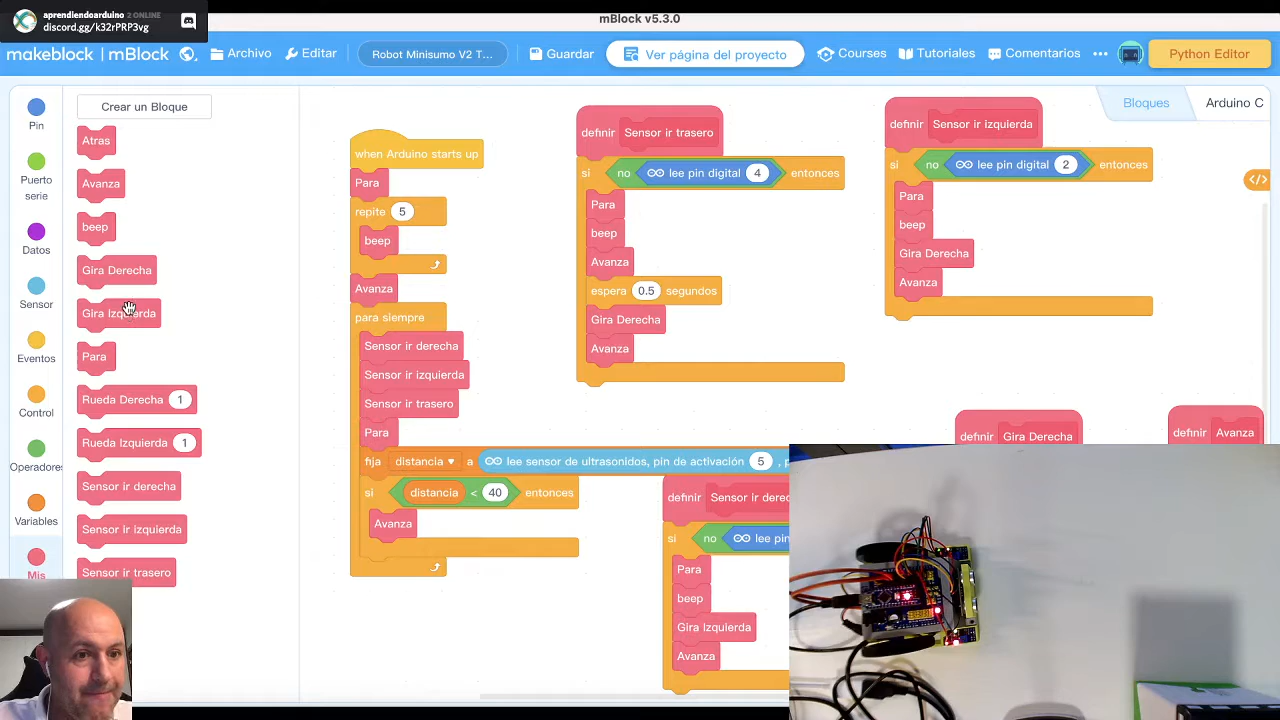 aprendiendoarduino 2 ONLINE
discord.gg/k32rPRP3vg
mBlock v5.3.0
makeblock | mBlock
Archivo
Editar
Robot Minisumo V2 T...
Guardar
Ver página del proyecto
Courses
Tutoriales
Comentarios
Python Editor
Bloques
Arduino C
Pin
Puerto
serie
Datos
Sensor
Eventos
Control
Operadores
Variables
Mis
Crear un Bloque
Atras
Avanza
beep
Gira Derecha
Gira Izquierda
Para
Rueda Derecha 1
Rueda Izquierda 1
Sensor ir derecha
Sensor ir izquierda
Sensor ir trasero
when Arduino starts up
Para
repite 5
beep
Avanza
para siempre
Sensor ir derecha
Sensor ir izquierda
Sensor ir trasero
Para
fija distancia a lee sensor de ultrasonidos, pin de activación 5 , p
si distancia < 40 entonces
Avanza
definir Sensor ir trasero
si no lee pin digital 4 entonces
Para
beep
Avanza
espera 0.5 segundos
Gira Derecha
Avanza
definir Sensor ir izquierda
si no lee pin digital 2 entonces
Para
beep
Gira Derecha
Avanza
definir Gira Derecha
definir Avanza
definir Sensor ir derec
si no lee pin
Para
beep
Gira Izquierda
Avanza